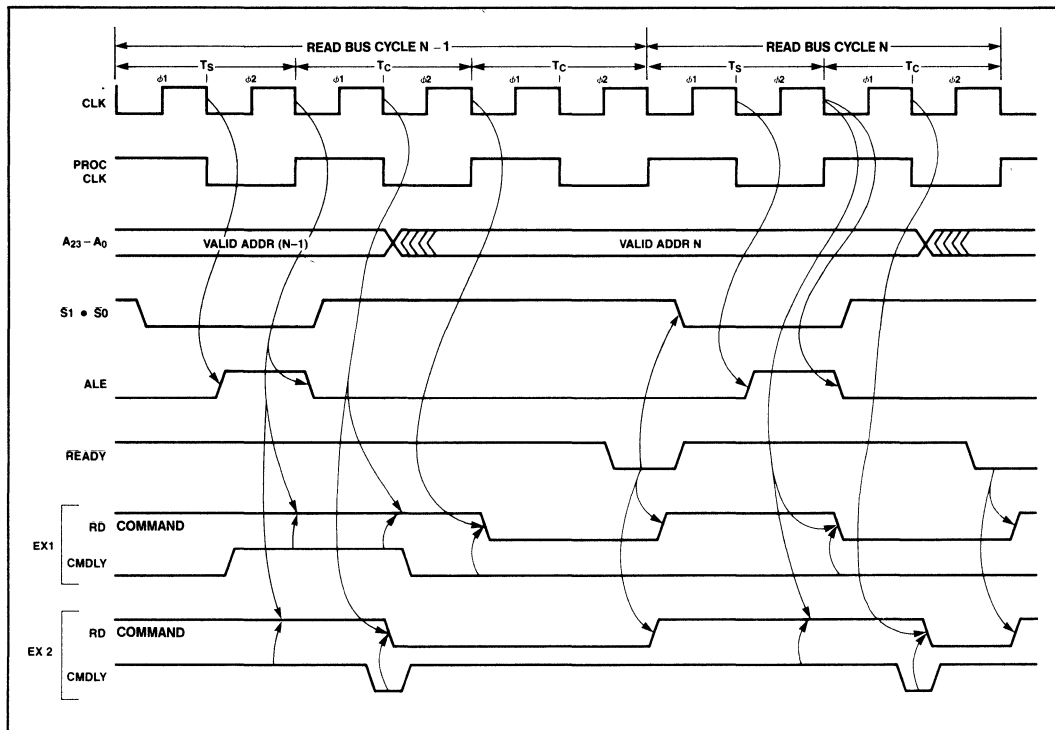 READ BUS CYCLE N – 1 READ BUS CYCLE N
TS TC TC TS TC
ϕ1 ϕ2 ϕ1 ϕ2 ϕ1 ϕ2 ϕ1 ϕ2 ϕ1 ϕ2
CLK
PROC
CLK
A23 – A0 VALID ADDR (N–1) VALID ADDR N
S1 • S0
ALE
READY
EX1
RD COMMAND
CMDLY
EX 2
RD COMMAND
CMDLY